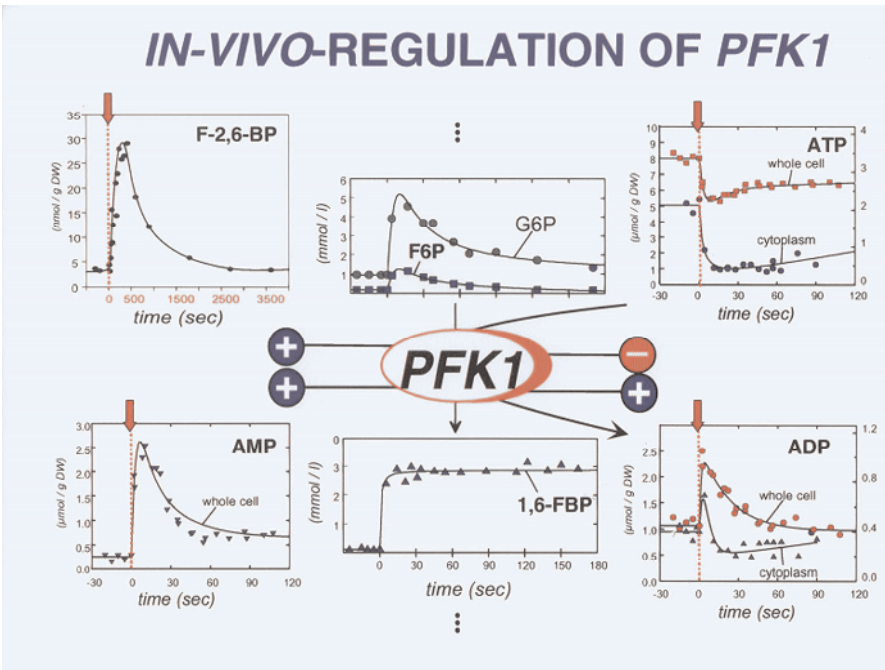 IN-VIVO-REGULATION OF PFK1
F-2,6-BP
(nmol / g DW)
35
30
25
20
15
10
5
0
0 500 1500 2500 3500
time (sec)
(mmol / l)
6
5
4
3
2
1
G6P
F6P
ATP
(µmol / g DW)
10
9
8
7
6
5
4
3
2
1
0
4
3
2
1
0
whole cell
cytoplasm
-30 0 30 60 90 120
time (sec)
+
+
PFK1
−
+
AMP
(µmol / g DW)
3.0
2.5
2.0
1.5
1.0
0.5
0.0
whole cell
-30 0 30 60 90 120
time (sec)
(mmol / l)
0
3
2
1
1,6-FBP
0 30 60 90 120 150 180
time (sec)
ADP
(µmol / g DW)
2.5
2.0
1.5
1.0
0.5
0.0
1.2
0.8
0.4
0.0
whole cell
cytoplasm
-30 0 30 60 90 120
time (sec)